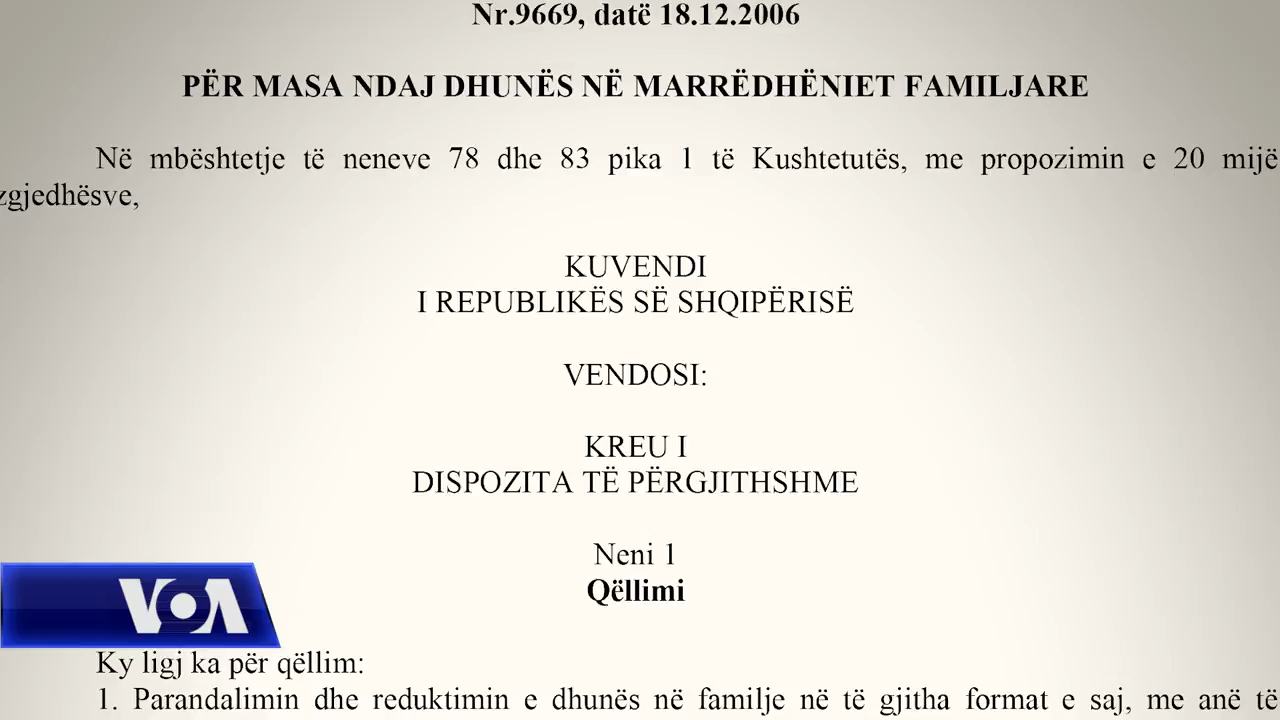 Nr.9669, datë 18.12.2006
PËR MASA NDAJ DHUNËS NË MARRËDHËNIET FAMILJARE
Në mbështetje të neneve 78 dhe 83 pika 1 të Kushtetutës, me propozimin e 20 mijë
zgjedhësve,
KUVENDI
I REPUBLIKËS SË SHQIPËRISË
VENDOSI:
KREU I
DISPOZITA TË PËRGJITHSHME
Neni 1
Qëllimi
VOA
Ky ligj ka për qëllim:
1. Parandalimin dhe reduktimin e dhunës në familje në të gjitha format e saj, me anë të